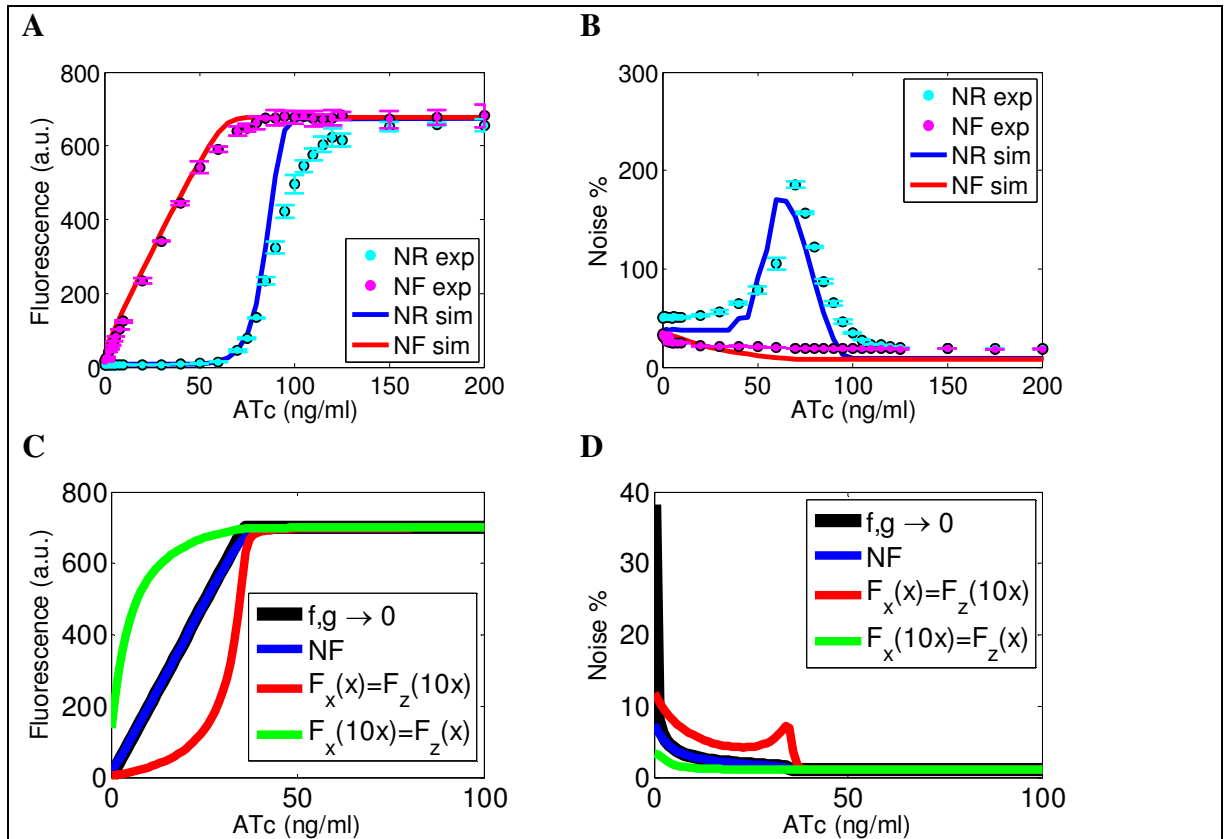 A
800
600
400
200
0
Fluorescence (a.u.)
0
50
100
150
200
ATc (ng/ml)
NR exp
NF exp
NR sim
NF sim
B
300
200
100
0
Noise %
0
50
100
150
200
ATc (ng/ml)
NR exp
NF exp
NR sim
NF sim
C
800
600
400
200
0
Fluorescence (a.u.)
0
50
100
ATc (ng/ml)
f,g → 0
NF
F_x(x)=F_z(10x)
F_x(10x)=F_z(x)
D
40
30
20
10
0
Noise %
0
50
100
ATc (ng/ml)
f,g → 0
NF
F_x(x)=F_z(10x)
F_x(10x)=F_z(x)